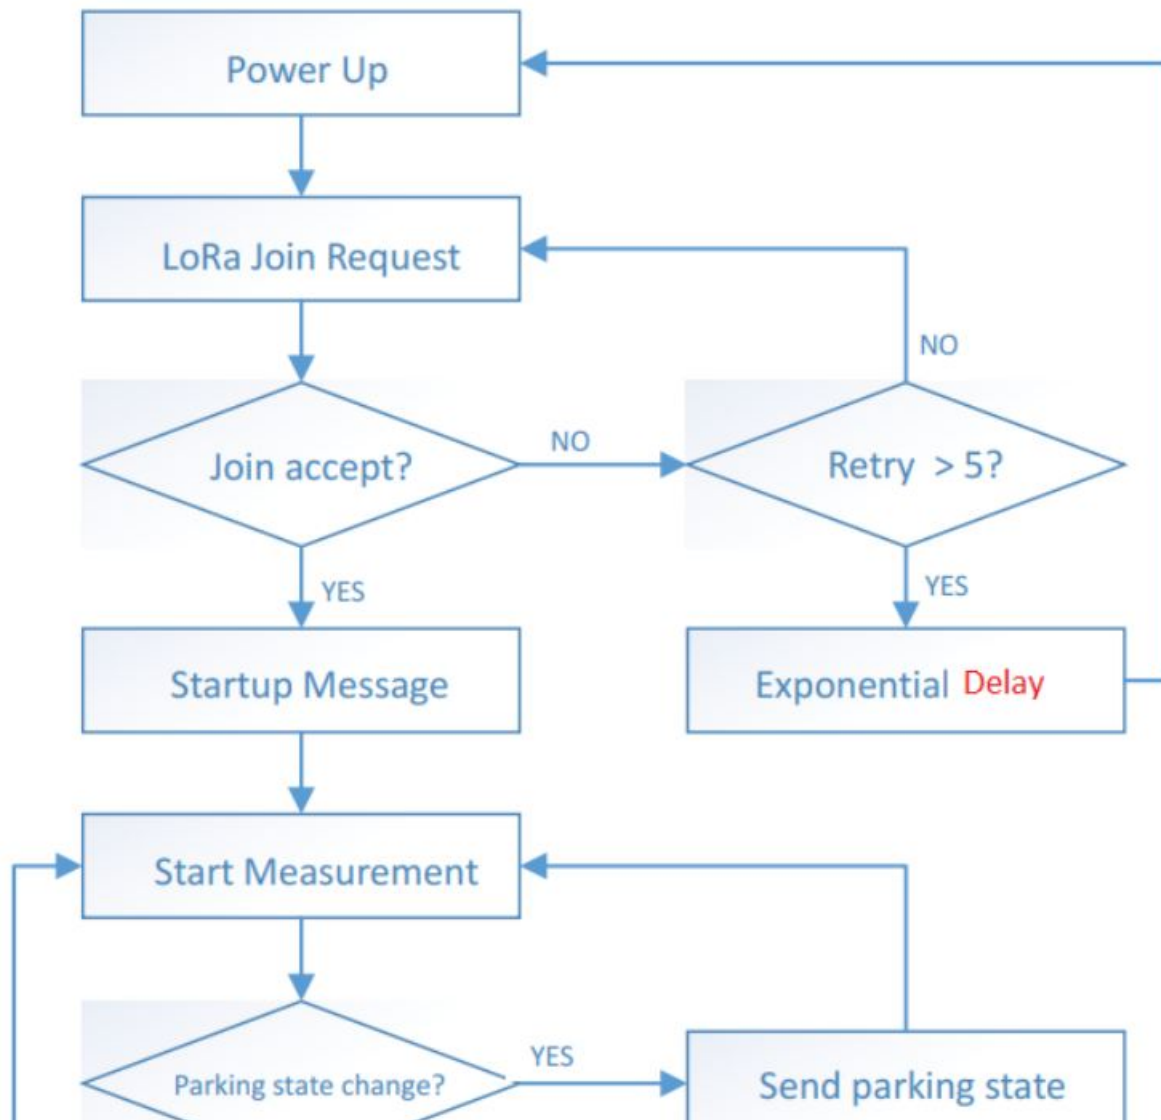 Power Up
LoRa Join Request
NO
Join accept?
NO
Retry > 5?
YES
YES
Startup Message
Exponential Delay
Start Measurement
Parking state change?
YES
Send parking state